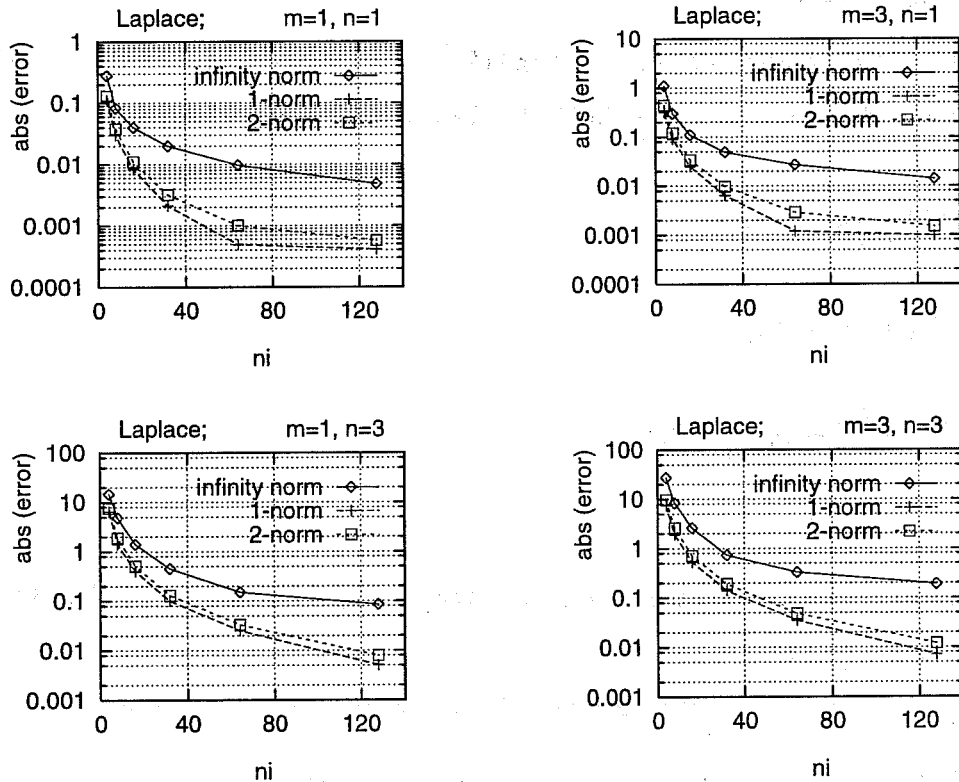 Laplace; m=1, n=1
1
0.1
0.01
0.001
0.0001
abs (error)
infinity norm
1-norm
2-norm
0 40 80 120
ni
Laplace; m=3, n=1
10
1
0.1
0.01
0.001
0.0001
abs (error)
infinity norm
1-norm
2-norm
0 40 80 120
ni
Laplace; m=1, n=3
100
10
1
0.1
0.01
0.001
abs (error)
infinity norm
1-norm
2-norm
0 40 80 120
ni
Laplace; m=3, n=3
100
10
1
0.1
0.01
0.001
abs (error)
infinity norm
1-norm
2-norm
0 40 80 120
ni